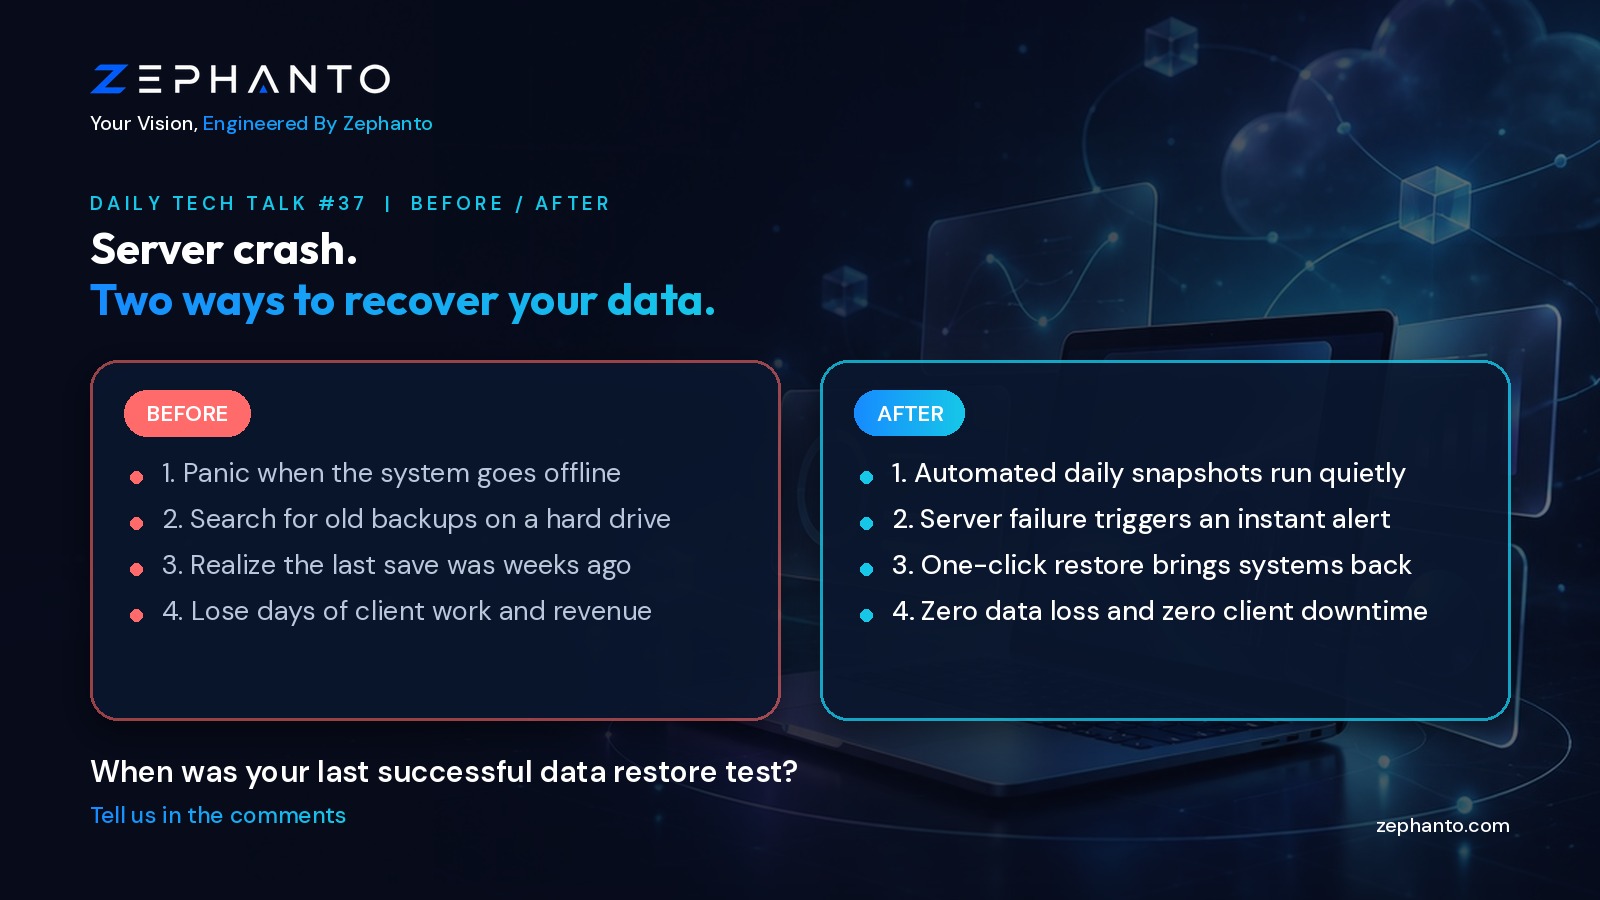 ZEPHANTO
Your Vision, Engineered By Zephanto
DAILY TECH TALK #37 | BEFORE / AFTER
Server crash.
Two ways to recover your data.
BEFORE
1. Panic when the system goes offline
2. Search for old backups on a hard drive
3. Realize the last save was weeks ago
4. Lose days of client work and revenue
AFTER
1. Automated daily snapshots run quietly
2. Server failure triggers an instant alert
3. One-click restore brings systems back
4. Zero data loss and zero client downtime
When was your last successful data restore test?
Tell us in the comments
zephanto.com